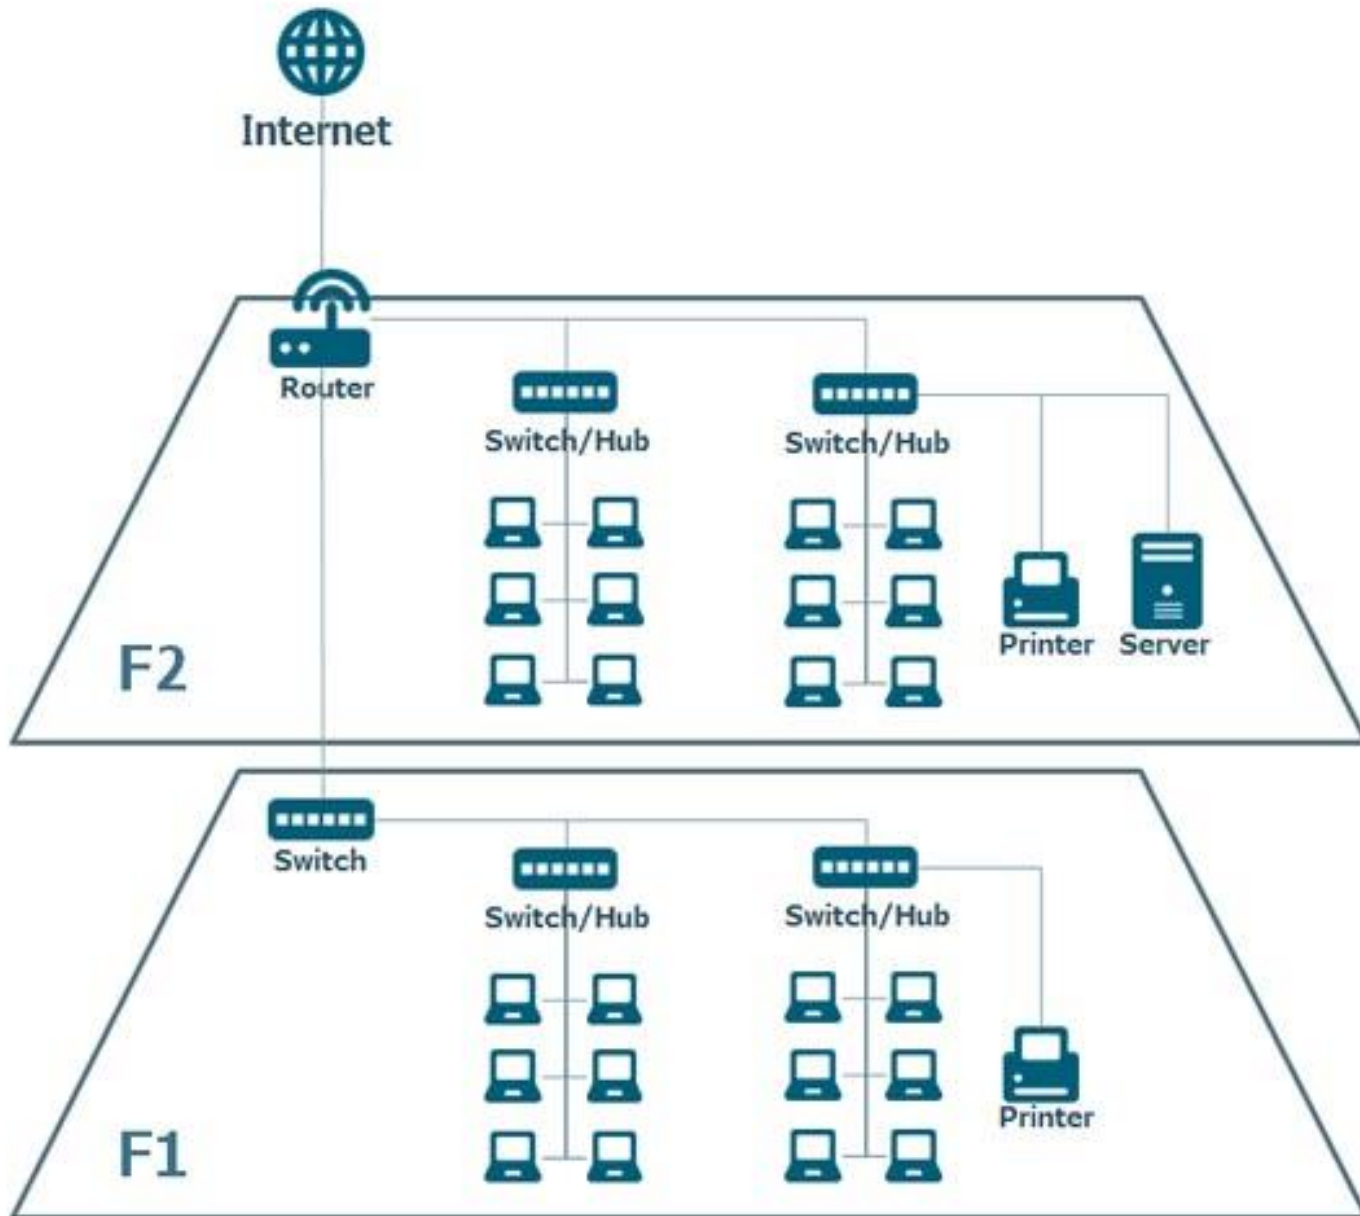 Internet
Router
Switch/Hub
Switch/Hub
Printer
Server
F2
Switch
Switch/Hub
Switch/Hub
Printer
F1